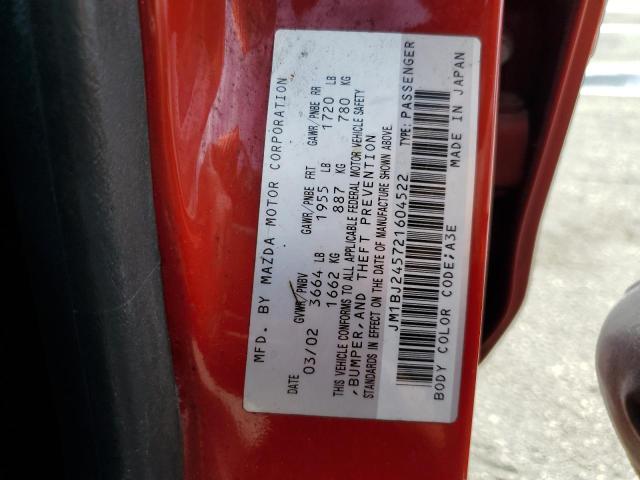 MFD. BY MAZDA MOTOR CORPORATION
DATE GVWR/PNBV GAWR/PNBE FRT GAWR/PNBE RR
03/02 3664 LB 1955 LB 1720 LB
1662 KG 887 KG 780 KG
THIS VEHICLE CONFORMS TO ALL APPLICABLE FEDERAL MOTOR VEHICLE SAFETY
, BUMPER, AND THEFT PREVENTION
STANDARDS IN EFFECT ON THE DATE OF MANUFACTURE SHOWN ABOVE.
JM1BJ245721604522 TYPE: PASSENGER
BODY COLOR CODE;A3E MADE IN JAPAN